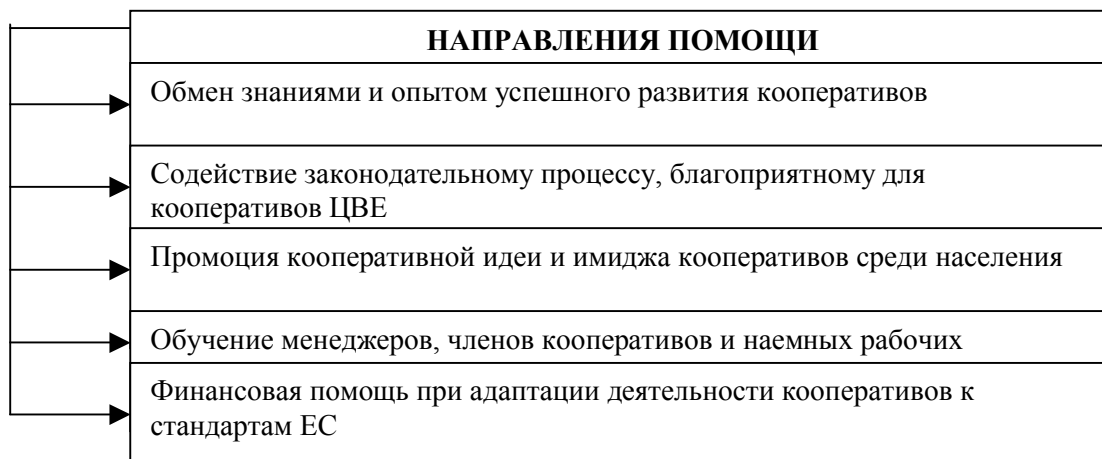 НАПРАВЛЕНИЯ ПОМОЩИ
Обмен знаниями и опытом успешного развития кооперативов
Содействие законодательному процессу, благоприятному для
кооперативов ЦВЕ
Промоция кооперативной идеи и имиджа кооперативов среди населения
Обучение менеджеров, членов кооперативов и наемных рабочих
Финансовая помощь при адаптации деятельности кооперативов к
стандартам ЕС